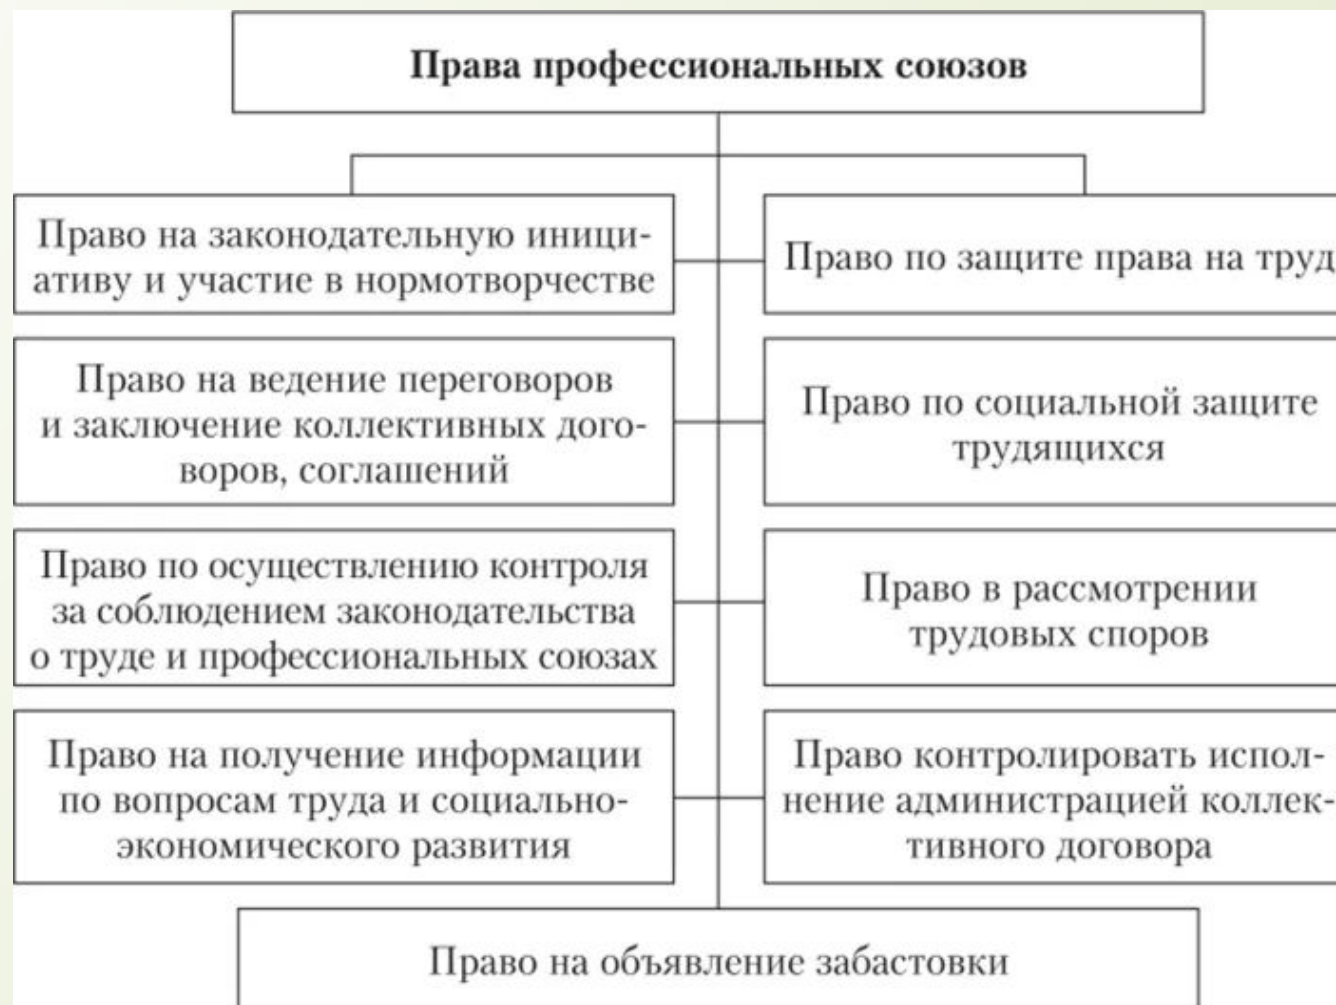 Права профессиональных союзов
Право на законодательную иници-
ативу и участие в нормотворчестве
Право по защите права на труд
Право на ведение переговоров
и заключение коллективных дого-
воров, соглашений
Право по социальной защите
трудящихся
Право по осуществлению контроля
за соблюдением законодательства
о труде и профессиональных союзах
Право в рассмотрении
трудовых споров
Право на получение информации
по вопросам труда и социально-
экономического развития
Право контролировать испол-
нение администрацией коллек-
тивного договора
Право на объявление забастовки